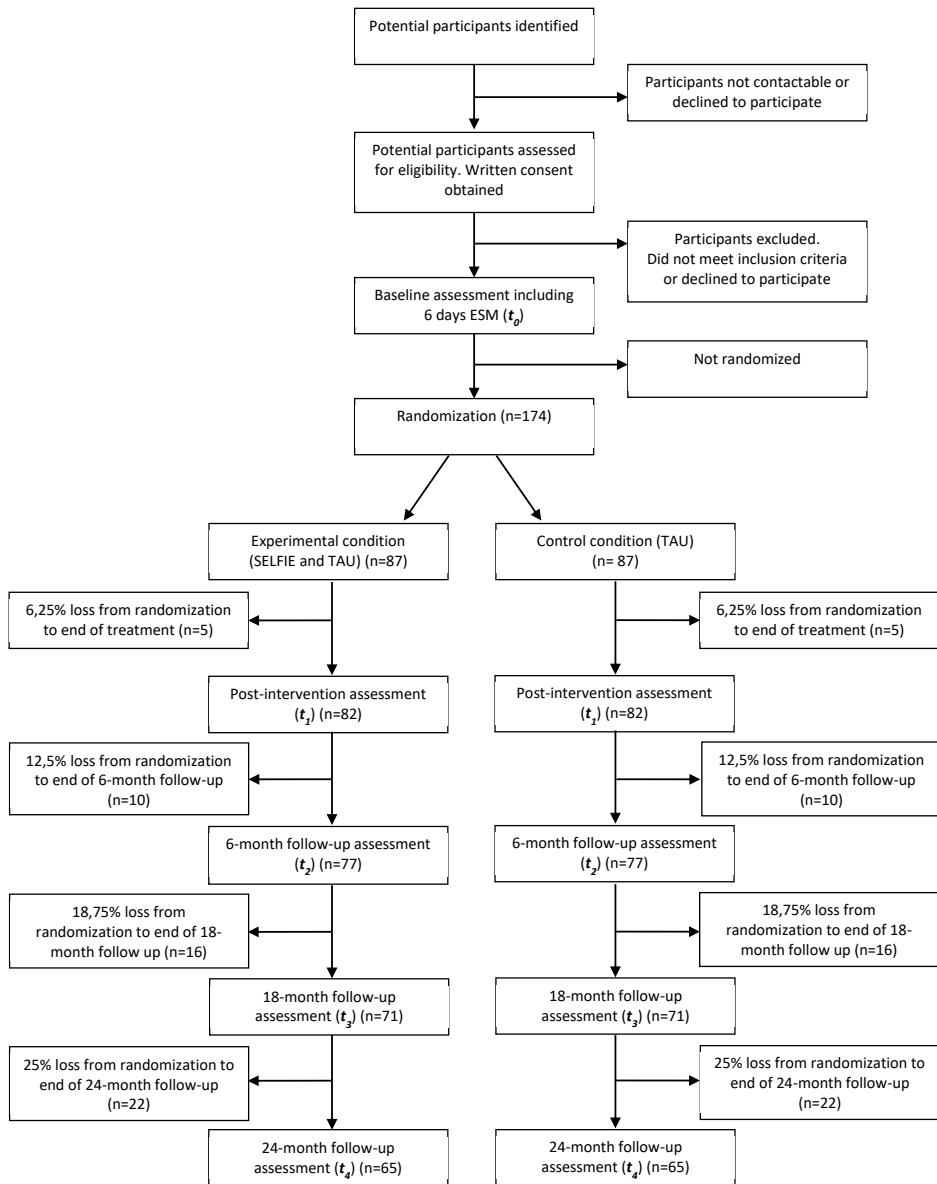 Potential participants identified
Participants not contactable or
declined to participate
Potential participants assessed
for eligibility. Written consent
obtained
Participants excluded.
Did not meet inclusion criteria
or declined to participate
Baseline assessment including
6 days ESM (t0)
Not randomized
Randomization (n=174)
Experimental condition
(SELFIE and TAU) (n=87)
Control condition (TAU)
(n= 87)
6,25% loss from randomization
to end of treatment (n=5)
6,25% loss from randomization
to end of treatment (n=5)
Post-intervention assessment
(t1) (n=82)
Post-intervention assessment
(t1) (n=82)
12,5% loss from randomization
to end of 6-month follow-up
(n=10)
12,5% loss from randomization
to end of 6-month follow-up
(n=10)
6-month follow-up assessment
(t2) (n=77)
6-month follow-up assessment
(t2) (n=77)
18,75% loss from
randomization to end of 18-
month follow up (n=16)
18,75% loss from
randomization to end of 18-
month follow up (n=16)
18-month follow-up
assessment (t3) (n=71)
18-month follow-up
assessment (t3) (n=71)
25% loss from randomization to
end of 24-month follow-up
(n=22)
25% loss from randomization to
end of 24-month follow-up
(n=22)
24-month follow-up
assessment (t4) (n=65)
24-month follow-up
assessment (t4) (n=65)